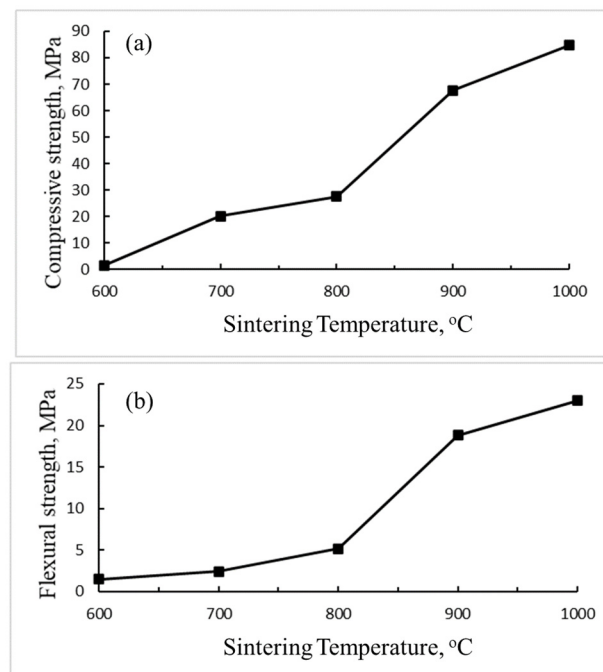 (a)
Compressive strength, MPa
90
80
70
60
50
40
30
20
10
0
600 700 800 900 1000
Sintering Temperature, °C
(b)
Flexural strength, MPa
25
20
15
10
5
0
600 700 800 900 1000
Sintering Temperature, °C